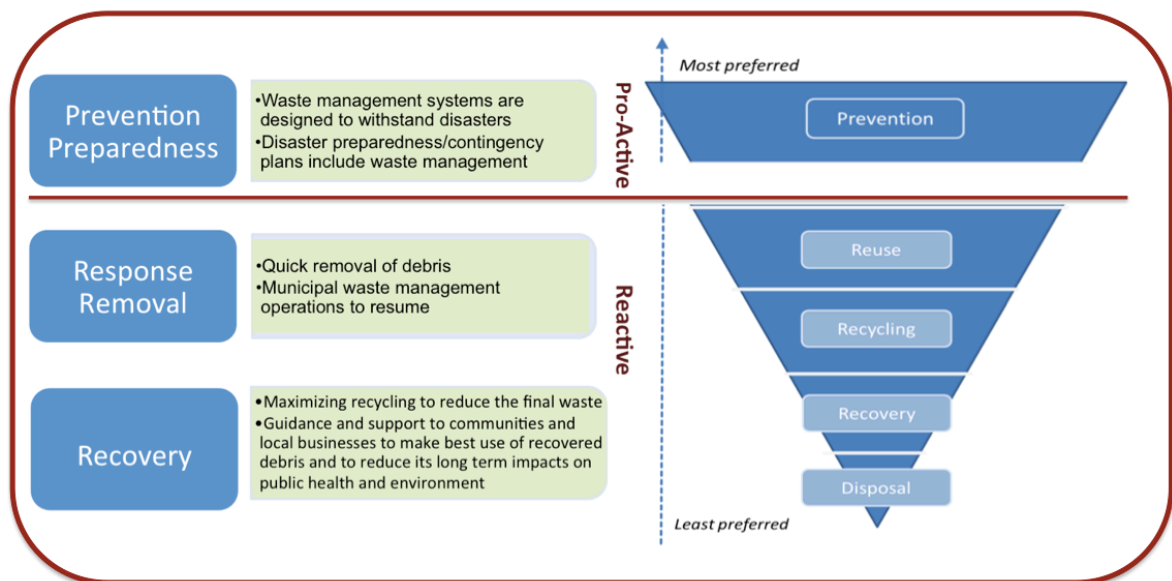 Prevention
Preparedness
•Waste management systems are
designed to withstand disasters
•Disaster preparedness/contingency
plans include waste management
Pro-Active
Most preferred
Prevention
Response
Removal
•Quick removal of debris
•Municipal waste management
operations to resume
Reactive
Reuse
Recycling
Recovery
•Maximizing recycling to reduce the final waste
•Guidance and support to communities and
local businesses to make best use of recovered
debris and to reduce its long term impacts on
public health and environment
Recovery
Disposal
Least preferred